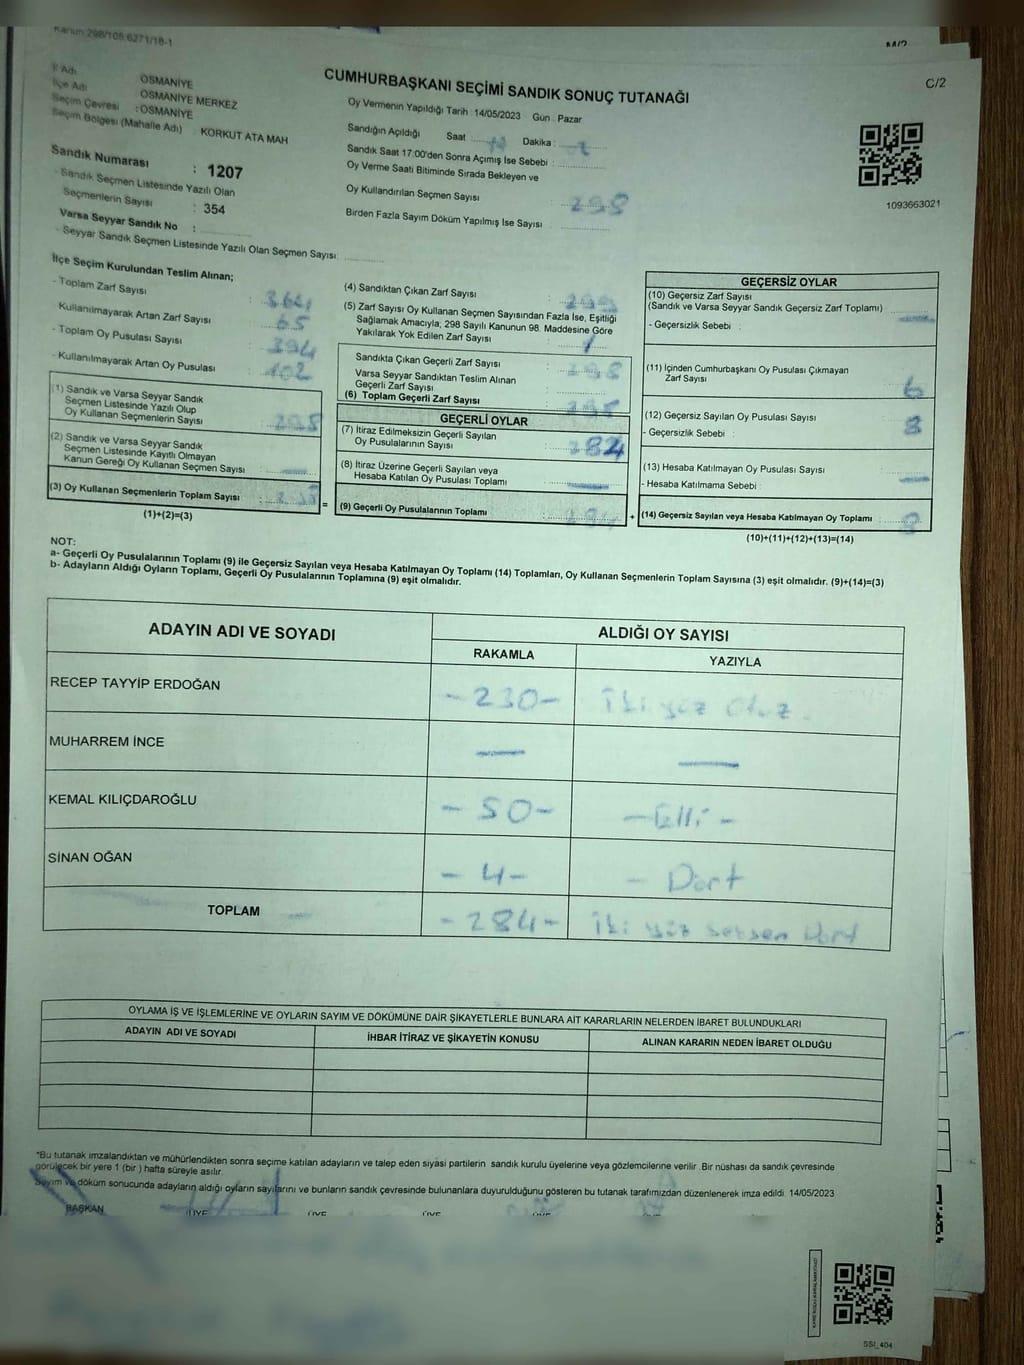 Kanun 298/108.6271/18-1
C/2
CUMHURBAŞKANI SEÇİMİ SANDIK SONUÇ TUTANAĞI
İl Adı OSMANİYE
İlçe Adı OSMANİYE MERKEZ
Seçim Çevresi : OSMANİYE
Seçim Bölgesi (Mahalle Adı) : KORKUT ATA MAH
Sandık Numarası : 1207
- Sandık Seçmen Listesinde Yazılı Olan
Seçmenlerin Sayısı : 354
Varsa Seyyar Sandık No :
- Seyyar Sandık Seçmen Listesinde Yazılı Olan Seçmen Sayısı
Oy Vermenin Yapıldığı Tarih : 14/05/2023 Gün : Pazar
Sandığın Açıldığı Saat Dakika :
Sandık Saat 17:00'den Sonra Açımış İse Sebebi :
Oy Verme Saati Bitiminde Sırada Bekleyen ve
Oy Kullandırılan Seçmen Sayısı : 298
Birden Fazla Sayım Döküm Yapılmış İse Sayısı :
1093663021
İlçe Seçim Kurulundan Teslim Alınan;
- Toplam Zarf Sayısı :
Kullanılmayarak Artan Zarf Sayısı : 65
- Toplam Oy Pusulası Sayısı : 394
- Kullanılmayarak Artan Oy Pusulası : 102
(1) Sandık ve Varsa Seyyar Sandık
Seçmen Listesinde Yazılı Olup
Oy Kullanan Seçmenlerin Sayısı : 298
(2) Sandık ve Varsa Seyyar Sandık
Seçmen Listesinde Kayıtlı Olmayan
Kanun Gereği Oy Kullanan Seçmen Sayısı : —
(3) Oy Kullanan Seçmenlerin Toplam Sayısı :
(1)+(2)=(3)
(4) Sandıktan Çıkan Zarf Sayısı : 299
(5) Zarf Sayısı Oy Kullanan Seçmen Sayısından Fazla İse, Eşitliği
Sağlamak Amacıyla; 298 Sayılı Kanunun 98. Maddesine Göre
Yakılarak Yok Edilen Zarf Sayısı : 1
Sandıkta Çıkan Geçerli Zarf Sayısı : 298
Varsa Seyyar Sandıktan Teslim Alınan
Geçerli Zarf Sayısı :
(6) Toplam Geçerli Zarf Sayısı :
GEÇERLİ OYLAR
(7) İtiraz Edilmeksizin Geçerli Sayılan
Oy Pusulalarının Sayısı : 284
(8) İtiraz Üzerine Geçerli Sayılan veya
Hesaba Katılan Oy Pusulası Toplamı : —
(9) Geçerli Oy Pusulalarının Toplamı : 284
GEÇERSİZ OYLAR
(10) Geçersiz Zarf Sayısı
(Sandık ve Varsa Seyyar Sandık Geçersiz Zarf Toplamı) : —
- Geçersizlik Sebebi :
(11) İçinden Cumhurbaşkanı Oy Pusulası Çıkmayan
Zarf Sayısı 6
(12) Geçersiz Sayılan Oy Pusulası Sayısı : 8
- Geçersizlik Sebebi :
(13) Hesaba Katılmayan Oy Pusulası Sayısı : —
- Hesaba Katılmama Sebebi :
(14) Geçersiz Sayılan veya Hesaba Katılmayan Oy Toplamı :
(10)+(11)+(12)+(13)=(14)
NOT:
a- Geçerli Oy Pusulalarının Toplamı (9) ile Geçersiz Sayılan veya Hesaba Katılmayan Oy Toplamı (14) Toplamları, Oy Kullanan Seçmenlerin Toplam Sayısına (3) eşit olmalıdır. (9)+(14)=(3)
b- Adayların Aldığı Oyların Toplamı, Geçerli Oy Pusulalarının Toplamına (9) eşit olmalıdır.
ADAYIN ADI VE SOYADI ALDIĞI OY SAYISI
RAKAMLA YAZIYLA
RECEP TAYYİP ERDOĞAN - 230 - İki yüz otuz.
MUHARREM İNCE — —
KEMAL KILIÇDAROĞLU - 50 - - Elli -
SİNAN OĞAN - 4 - - Dört
TOPLAM - 284 - iki yüz seksen dört
OYLAMA İŞ VE İŞLEMLERİNE VE OYLARIN SAYIM VE DÖKÜMÜNE DAİR ŞİKAYETLERLE BUNLARA AİT KARARLARIN NELERDEN İBARET BULUNDUKLARI
ADAYIN ADI VE SOYADI İHBAR İTİRAZ VE ŞİKAYETİN KONUSU ALINAN KARARIN NEDEN İBARET OLDUĞU
*Bu tutanak imzalandıktan ve mühürlendikten sonra seçime katılan adayların ve talep eden siyasi partilerin sandık kurulu üyelerine veya gözlemcilerine verilir. Bir nüshası da sandık çevresinde
görülecek bir yere 1 (bir) hafta süreyle asılır.
Sayım ve döküm sonucunda adayların aldığı oyların sayılarını ve bunların sandık çevresinde bulunanlara duyurulduğunu gösteren bu tutanak tarafımızdan düzenlenerek imza edildi. 14/05/2023
BAŞKAN ÜYE ÜYE ÜYE ÜYE
SSI_404